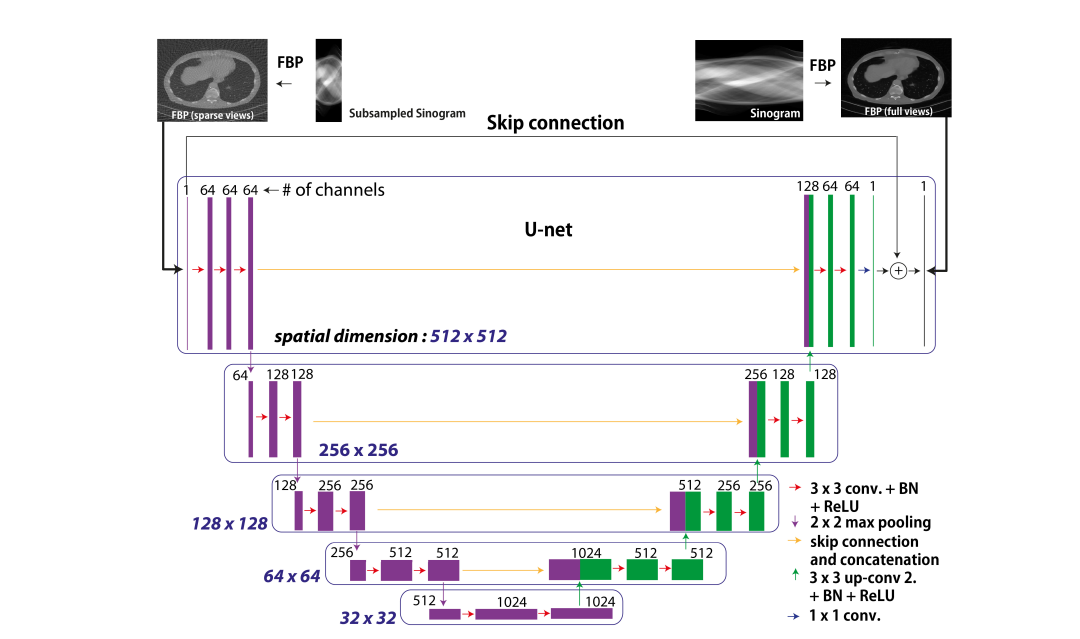 FBP
FBP
FBP (sparse views)
Subsampled Sinogram
Sinogram
FBP (full views)
Skip connection
1 64 64 64 ← # of channels
128 64 64 1 1
U-net
spatial dimension : 512 x 512
64 128 128
256 128 128
256 x 256
128 256 256
512 256 256
128 x 128
256 512 512
1024 512 512
64 x 64
512 1024 1024
32 x 32
3 x 3 conv. + BN
+ ReLU
2 x 2 max pooling
skip connection
and concatenation
3 x 3 up-conv 2.
+ BN + ReLU
1 x 1 conv.